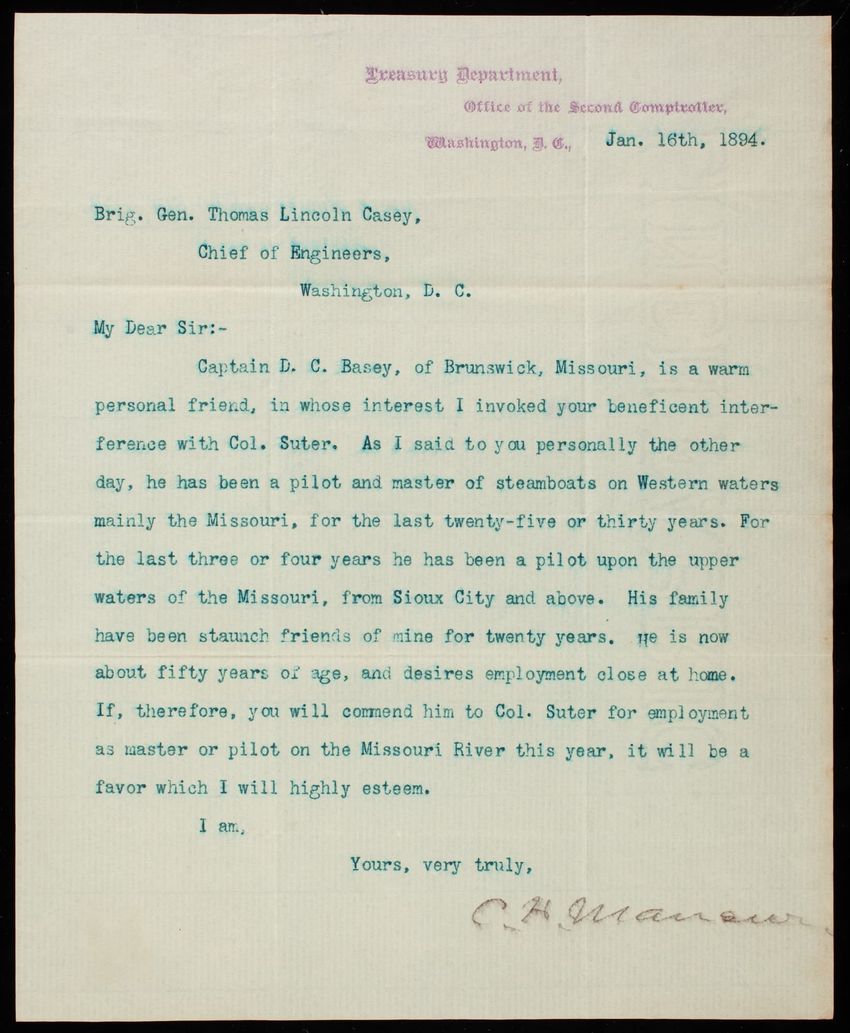 Treasury Department,
Office of the Second Comptroller,
Washington, D. C., Jan. 16th, 1894.
Brig. Gen. Thomas Lincoln Casey,
Chief of Engineers,
Washington, D. C.
My Dear Sir:-
Captain D. C. Basey, of Brunswick, Missouri, is a warm
personal friend, in whose interest I invoked your beneficent inter-
ference with Col. Suter. As I said to you personally the other
day, he has been a pilot and master of steamboats on Western waters
mainly the Missouri, for the last twenty-five or thirty years. For
the last three or four years he has been a pilot upon the upper
waters of the Missouri, from Sioux City and above. His family
have been staunch friends of mine for twenty years. He is now
about fifty years of age, and desires employment close at home.
If, therefore, you will commend him to Col. Suter for employment
as master or pilot on the Missouri River this year, it will be a
favor which I will highly esteem.
I am,
Yours, very truly,
C. H. Mansur.